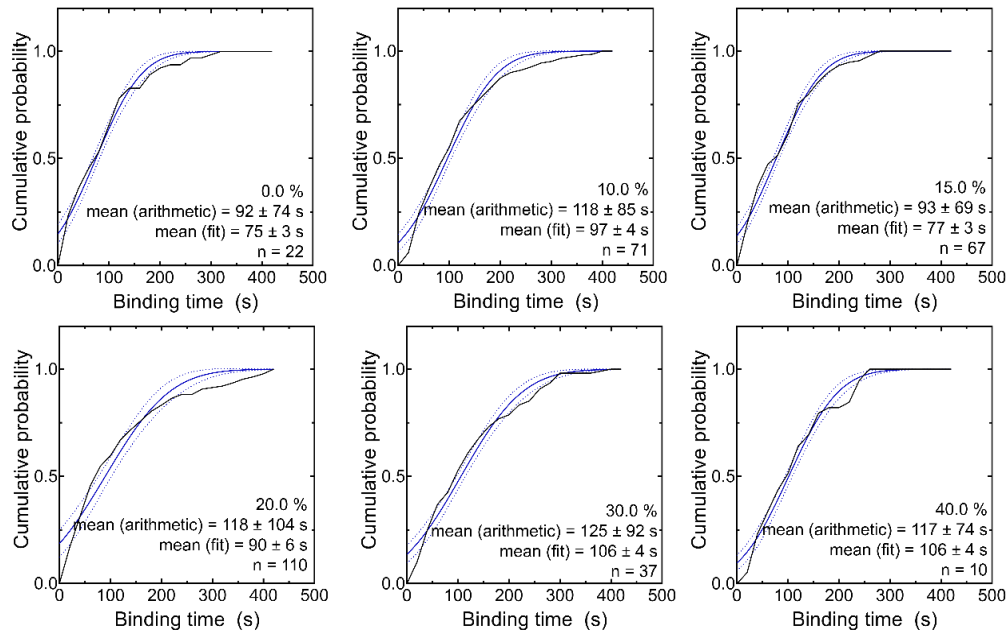 Cumulative probability
1.0
0.5
0.0
0.0 %
mean (arithmetic) = 92 ± 74 s
mean (fit) = 75 ± 3 s
n = 22
0 100 200 300 400 500
Binding time (s)
Cumulative probability
1.0
0.5
0.0
10.0 %
mean (arithmetic) = 118 ± 85 s
mean (fit) = 97 ± 4 s
n = 71
0 100 200 300 400 500
Binding time (s)
Cumulative probability
1.0
0.5
0.0
15.0 %
mean (arithmetic) = 93 ± 69 s
mean (fit) = 77 ± 3 s
n = 67
0 100 200 300 400 500
Binding time (s)
Cumulative probability
1.0
0.5
0.0
20.0 %
mean (arithmetic) = 118 ± 104 s
mean (fit) = 90 ± 6 s
n = 110
0 100 200 300 400 500
Binding time (s)
Cumulative probability
1.0
0.5
0.0
30.0 %
mean (arithmetic) = 125 ± 92 s
mean (fit) = 106 ± 4 s
n = 37
0 100 200 300 400 500
Binding time (s)
Cumulative probability
1.0
0.5
0.0
40.0 %
mean (arithmetic) = 117 ± 74 s
mean (fit) = 106 ± 4 s
n = 10
0 100 200 300 400 500
Binding time (s)